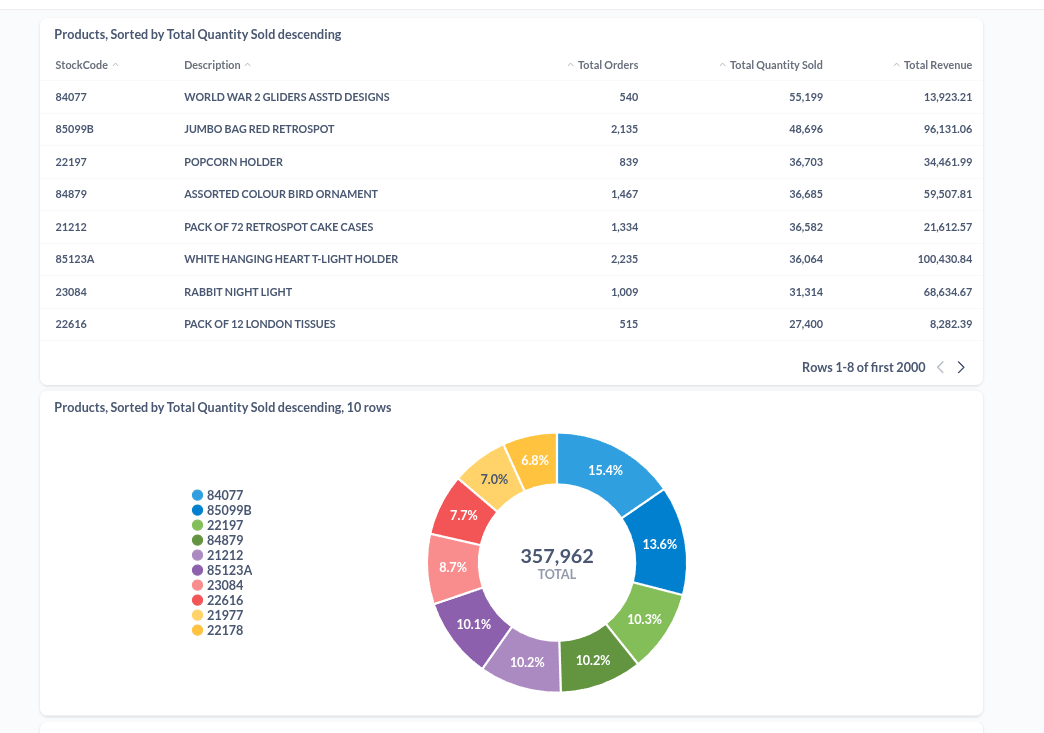 Products, Sorted by Total Quantity Sold descending
StockCode Description Total Orders Total Quantity Sold Total Revenue
84077 WORLD WAR 2 GLIDERS ASSTD DESIGNS 540 55,199 13,923.21
85099B JUMBO BAG RED RETROSPOT 2,135 48,696 96,131.06
22197 POPCORN HOLDER 839 36,703 34,461.99
84879 ASSORTED COLOUR BIRD ORNAMENT 1,467 36,685 59,507.81
21212 PACK OF 72 RETROSPOT CAKE CASES 1,334 36,582 21,612.57
85123A WHITE HANGING HEART T-LIGHT HOLDER 2,235 36,064 100,430.84
23084 RABBIT NIGHT LIGHT 1,009 31,314 68,634.67
22616 PACK OF 12 LONDON TISSUES 515 27,400 8,282.39
Rows 1-8 of first 2000
Products, Sorted by Total Quantity Sold descending, 10 rows
84077
85099B
22197
84879
21212
85123A
23084
22616
21977
22178
15.4%
13.6%
10.3%
10.2%
10.2%
10.1%
8.7%
7.7%
7.0%
6.8%
357,962
TOTAL